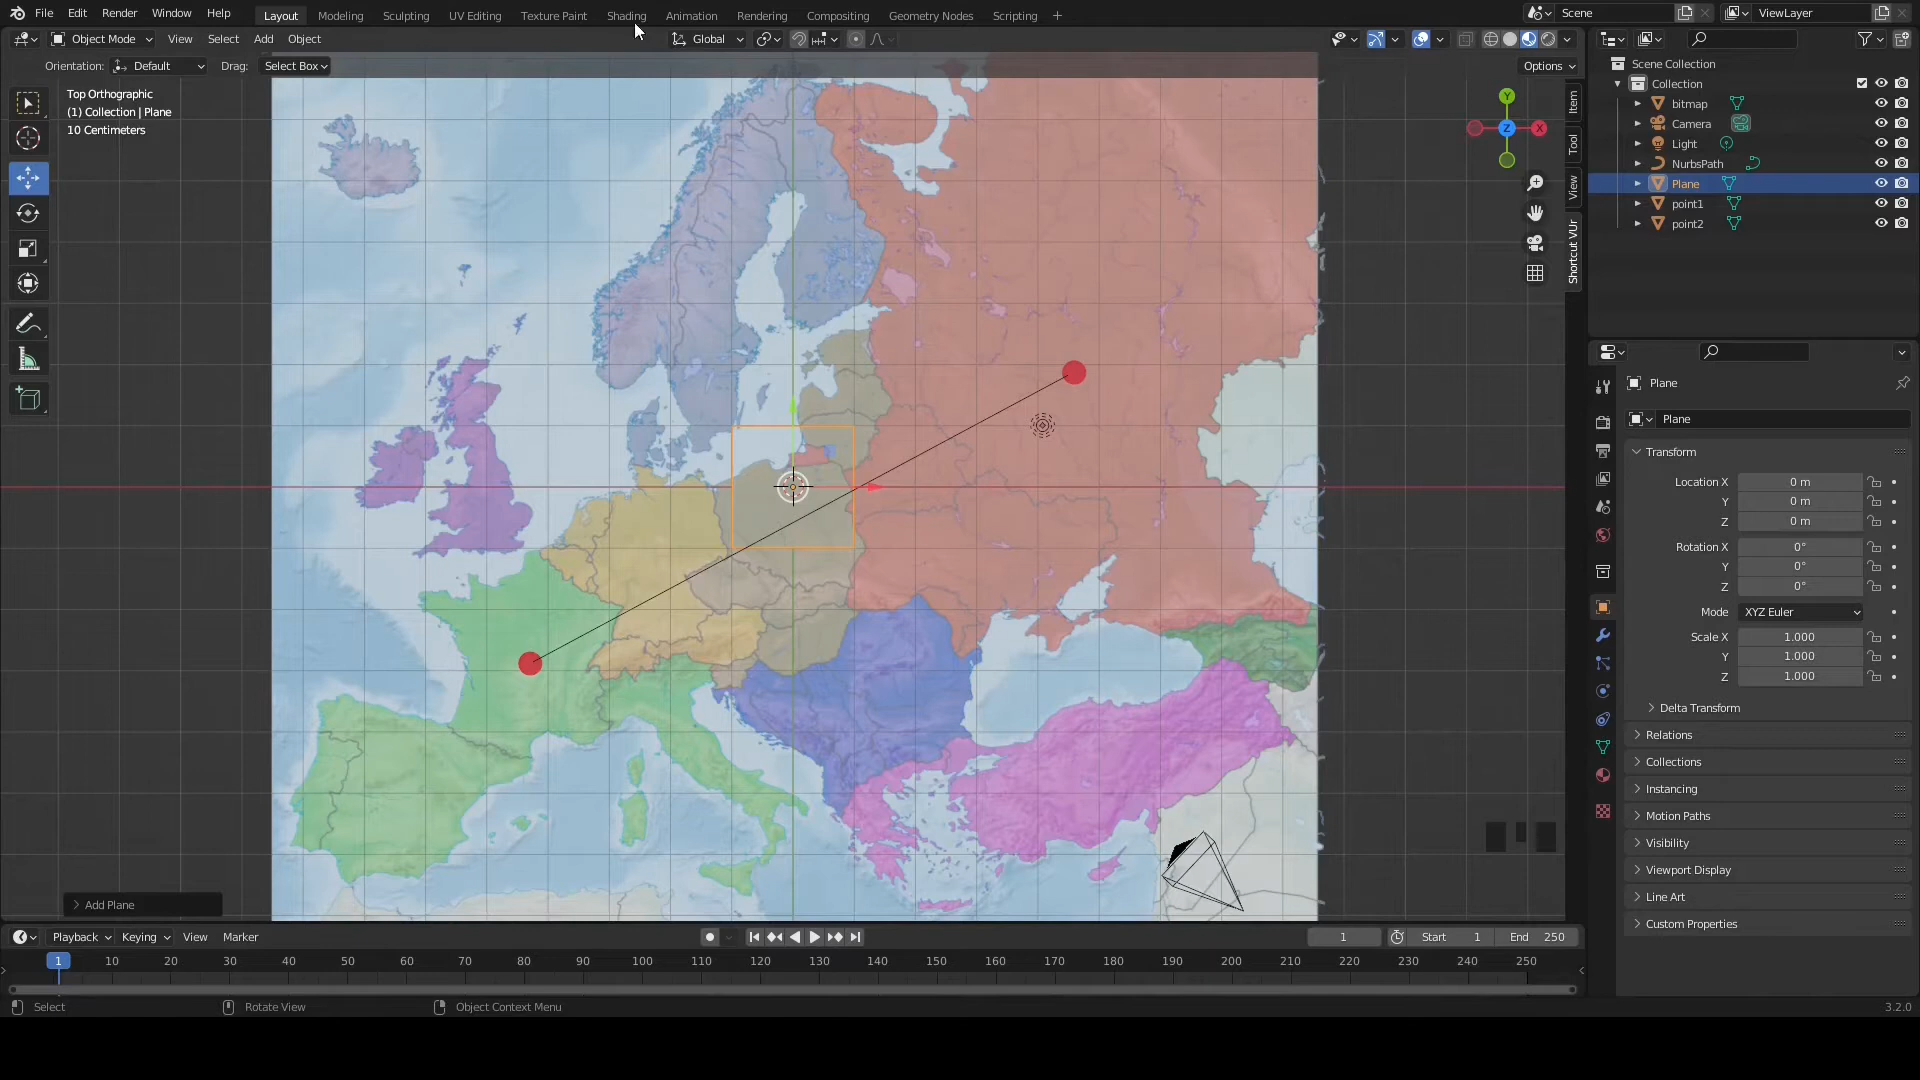 File Edit Render Window Help Layout Modeling Sculpting UV Editing Texture Paint Shading Animation Rendering Compositing Geometry Nodes Scripting + Scene ViewLayer
Object Mode View Select Add Object Global
Orientation: Default Drag: Select Box Options
Top Orthographic
(1) Collection | Plane
10 Centimeters
Y
Z
X
Item
Tool
View
Shortcut VUr
Scene Collection
Collection
bitmap
Camera
Light
NurbsPath
Plane
point1
point2
Plane
Plane
Transform
Location X 0 m
Y 0 m
Z 0 m
Rotation X 0°
Y 0°
Z 0°
Mode XYZ Euler
Scale X 1.000
Y 1.000
Z 1.000
Delta Transform
Relations
Collections
Instancing
Motion Paths
Visibility
Viewport Display
Line Art
Custom Properties
Add Plane
Playback Keying View Marker 1 Start 1 End 250
1 10 20 30 40 50 60 70 80 90 100 110 120 130 140 150 160 170 180 190 200 210 220 230 240 250
Select Rotate View Object Context Menu 3.2.0